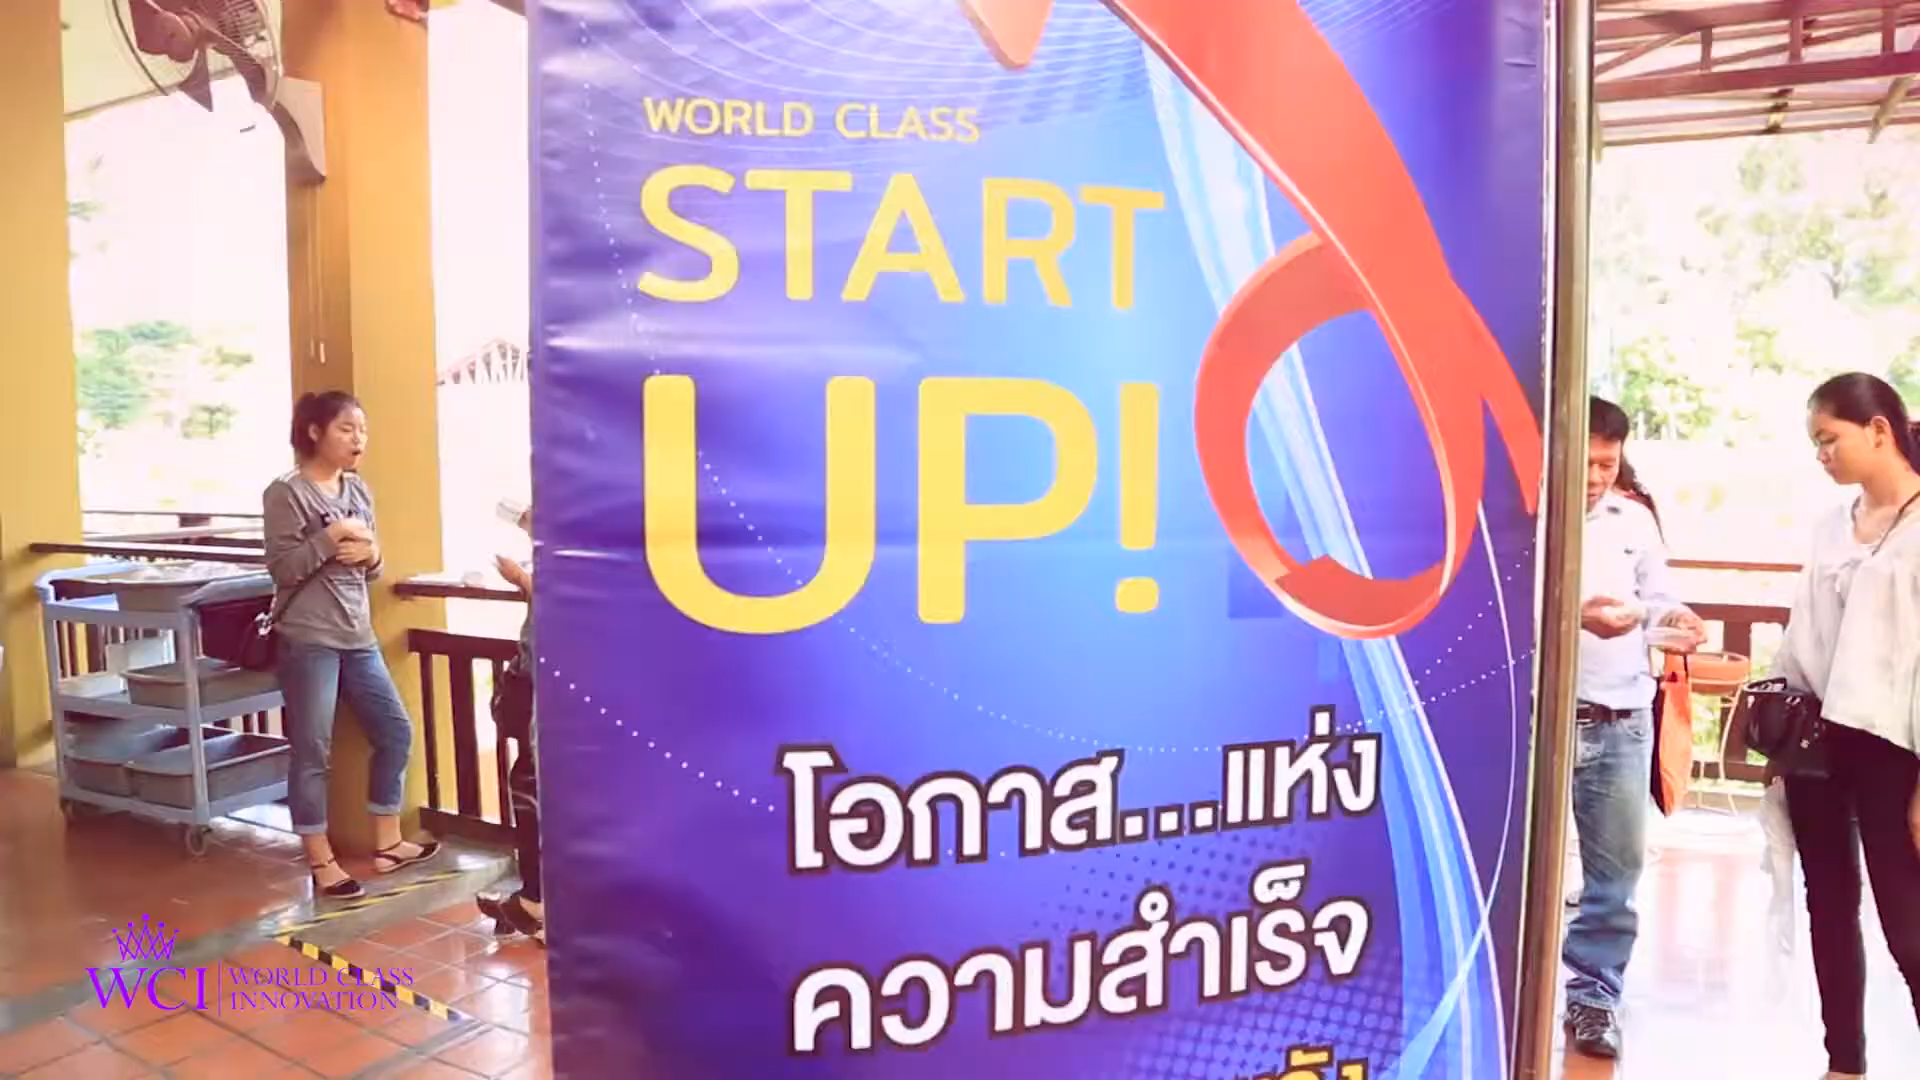 WORLD CLASS
START
UP!
โอกาส...แห่ง
ความสำเร็จ
WCI
WORLD CLASS
INNOVATION